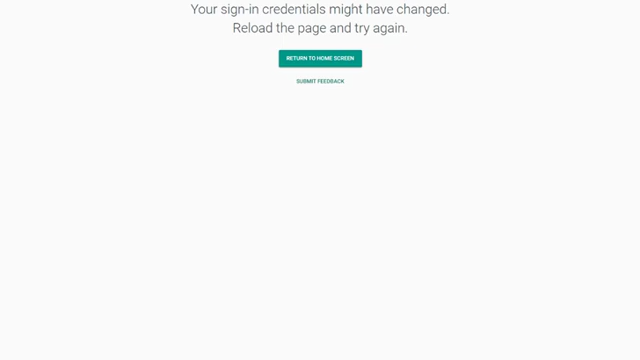 Your sign-in credentials might have changed.
Reload the page and try again.
RETURN TO HOME SCREEN
SUBMIT FEEDBACK